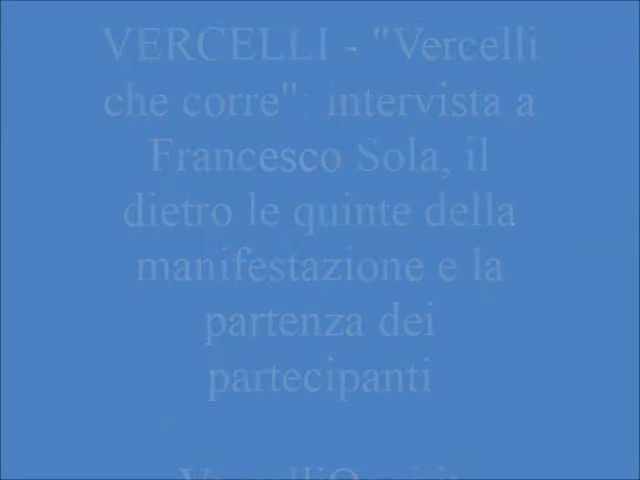 VERCELLI - "Vercelli
che corre": intervista a
Francesco Sola, il
dietro le quinte della
manifestazione e la
partenza dei
partecipanti